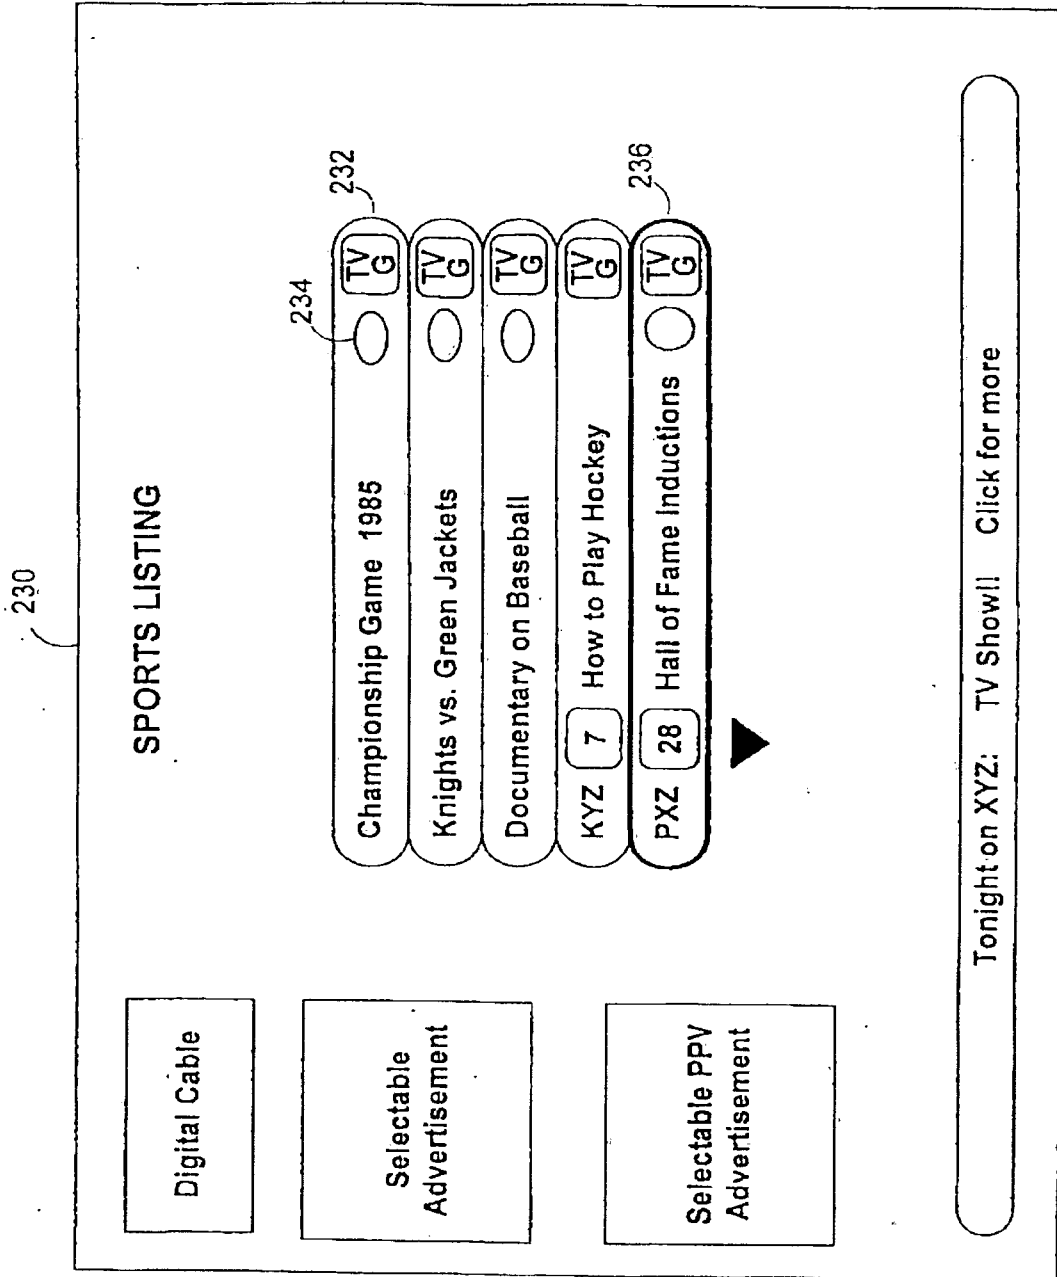 230
SPORTS LISTING
Digital Cable
Selectable
Advertisement
Selectable PPV
Advertisement
232
234
Championship Game 1985 TV G
Knights vs. Green Jackets TV G
Documentary on Baseball TV G
KYZ 7 How to Play Hockey TV G
PXZ 28 Hall of Fame Inductions TV G
236
Tonight on XYZ: TV Show!! Click for more